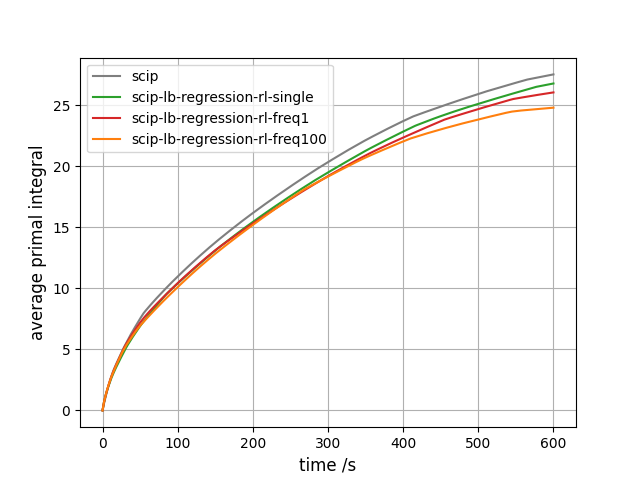 scip
scip-lb-regression-rl-single
scip-lb-regression-rl-freq1
scip-lb-regression-rl-freq100
average primal integral
25
20
15
10
5
0
0 100 200 300 400 500 600
time /s